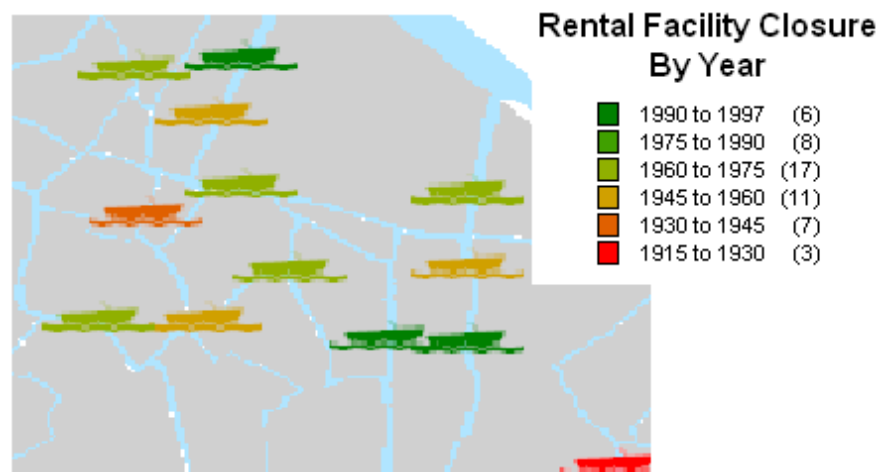 Rental Facility Closure
By Year
1990 to 1997 (6)
1975 to 1990 (8)
1960 to 1975 (17)
1945 to 1960 (11)
1930 to 1945 (7)
1915 to 1930 (3)